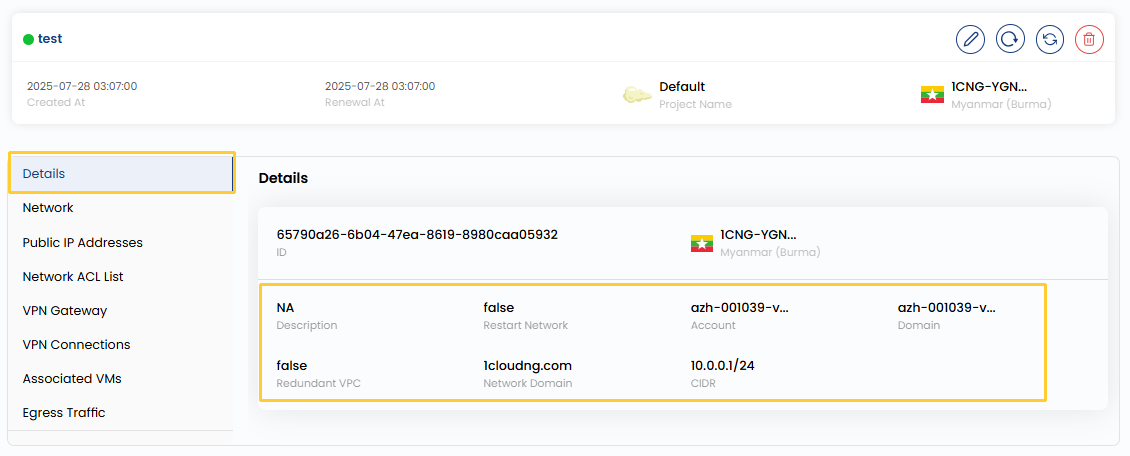 test
2025-07-28 03:07:00
Created At
2025-07-28 03:07:00
Renewal At
Default
Project Name
1CNG-YGN...
Myanmar (Burma)
Details
Network
Public IP Addresses
Network ACL List
VPN Gateway
VPN Connections
Associated VMs
Egress Traffic
Details
65790a26-6b04-47ea-8619-8980caa05932
ID
1CNG-YGN...
Myanmar (Burma)
NA
Description
false
Restart Network
azh-001039-v...
Account
azh-001039-v...
Domain
false
Redundant VPC
1cloudng.com
Network Domain
10.0.0.1/24
CIDR